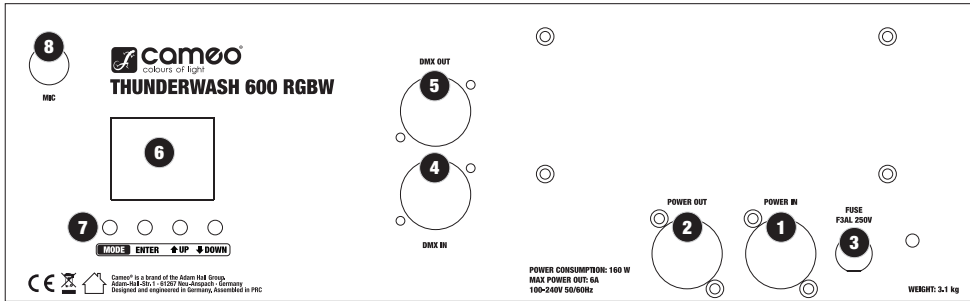 8
MIC
cameo®
colours of light
THUNDERWASH 600 RGBW
6
7
MODE ENTER UP DOWN
Cameo® is a brand of the Adam Hall Group.
Adam-Hall-Str. 1 - 61267 Neu-Anspach - Germany
Designed and engineered in Germany, Assembled in PRC
DMX OUT
5
4
DMX IN
POWER OUT
2
POWER IN
1
FUSE
F3AL 250V
3
POWER CONSUMPTION: 160 W
MAX POWER OUT: 6A
100-240V 50/60Hz
WEIGHT: 3.1 kg
CE